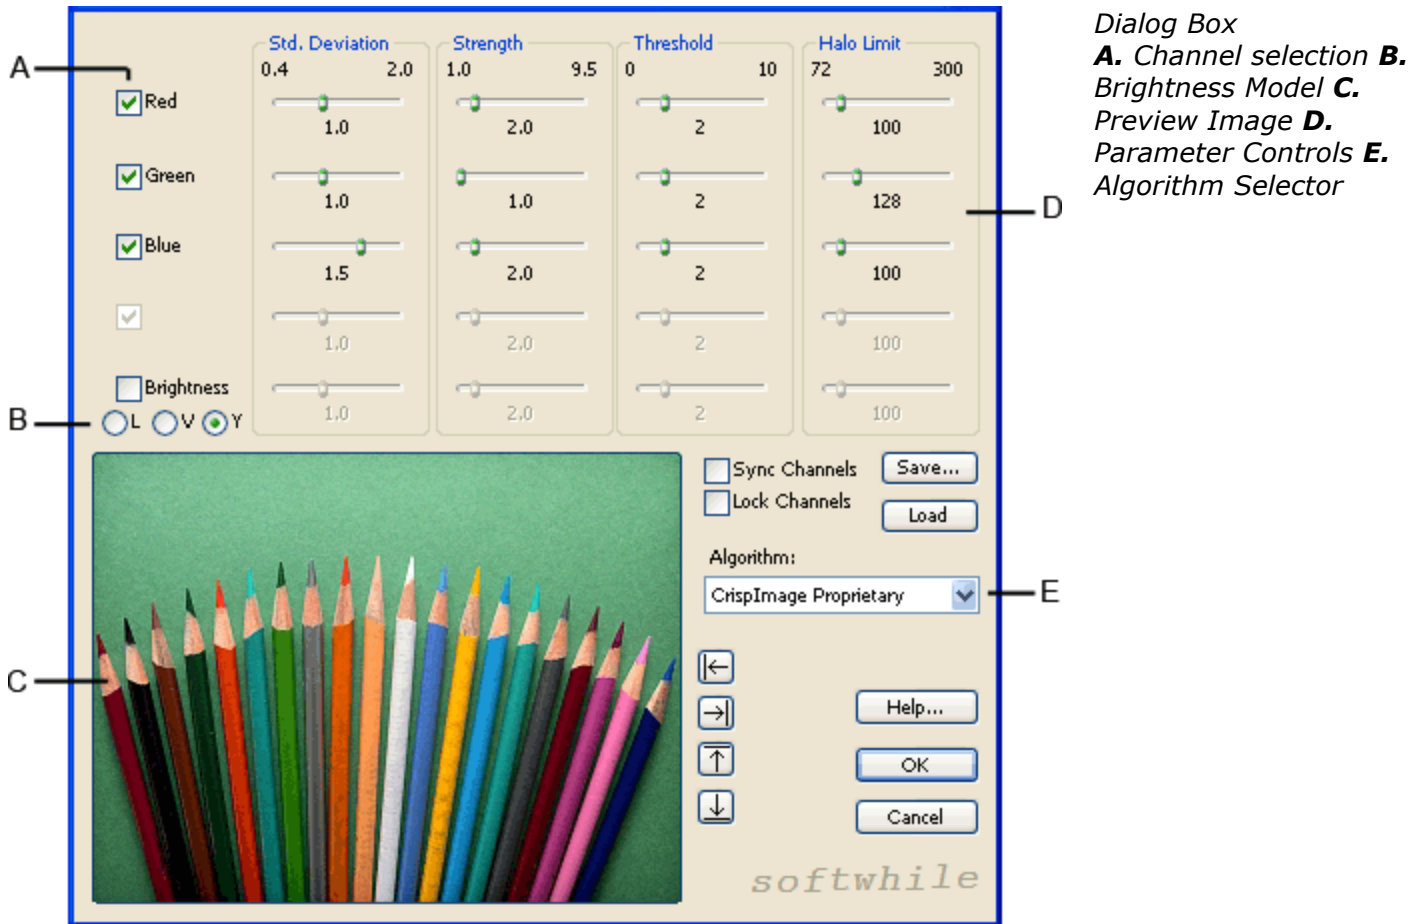 Std. Deviation Strength Threshold Halo Limit
0.4 2.0 1.0 9.5 0 10 72 300
A
Red
1.0 2.0 2 100
Green
1.0 1.0 2 128
D
Blue
1.5 2.0 2 100
1.0 2.0 2 100
Brightness
B
L V Y
1.0 2.0 2 100
Sync Channels Save...
Lock Channels Load
Algorithm:
CrispImage Proprietary
E
C
Help...
OK
Cancel
softwhile
Dialog Box
A. Channel selection B.
Brightness Model C.
Preview Image D.
Parameter Controls E.
Algorithm Selector